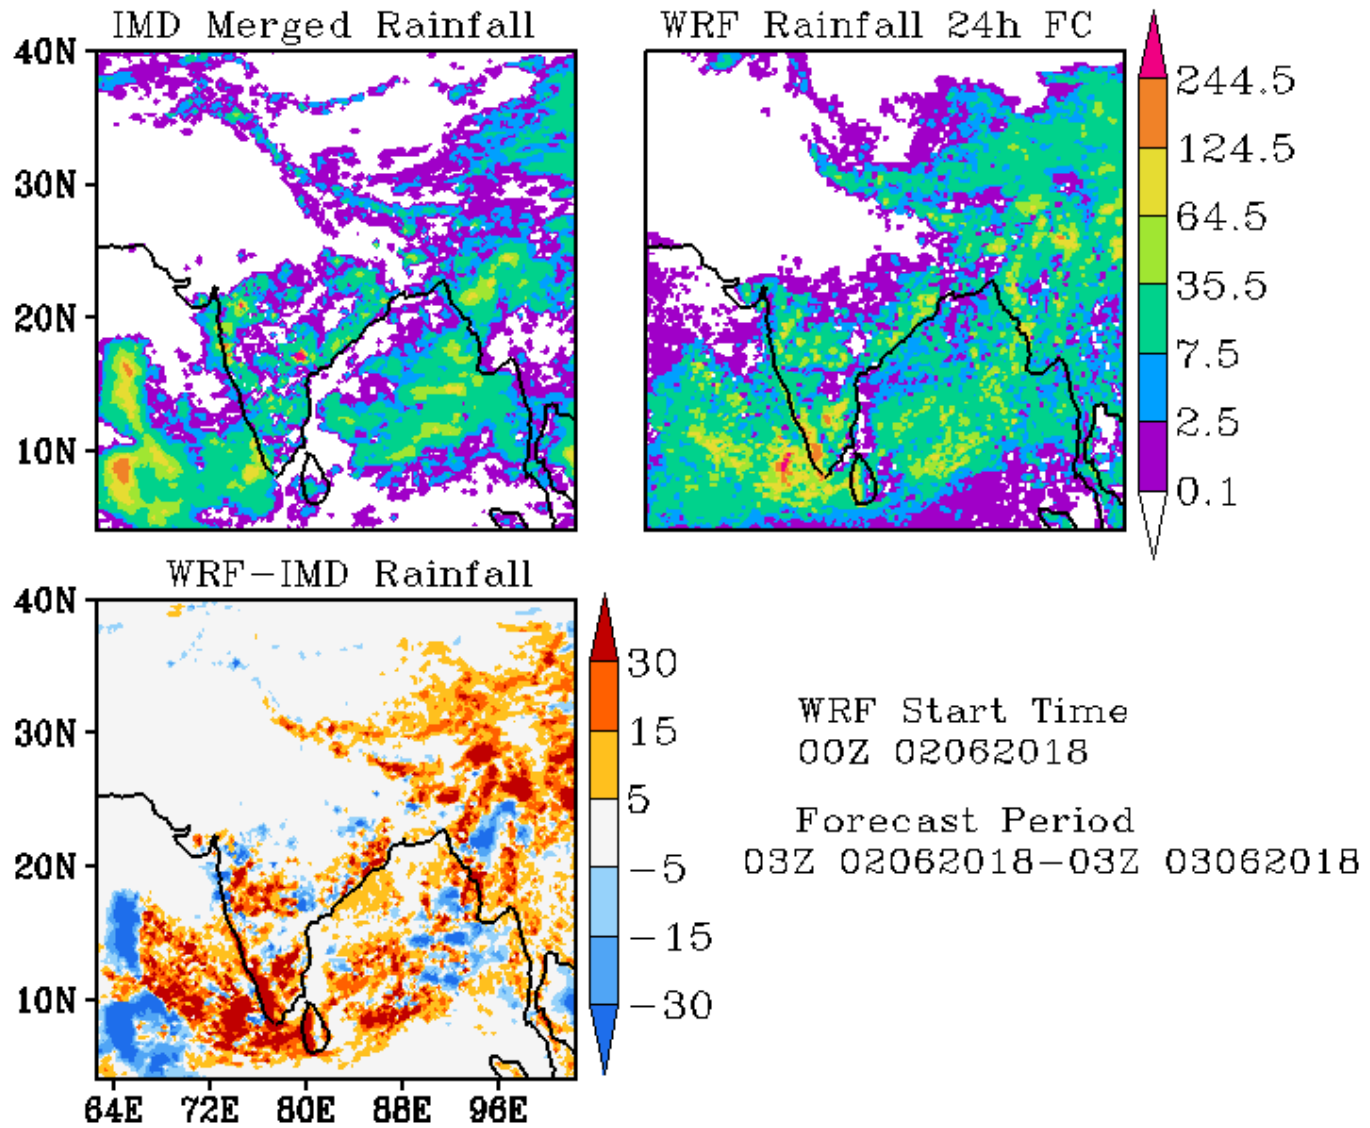 IMD Merged Rainfall
WRF Rainfall 24h FC
40N
30N
20N
10N
244.5
124.5
64.5
35.5
7.5
2.5
0.1
WRF-IMD Rainfall
40N
30N
20N
10N
64E 72E 80E 88E 96E
30
15
5
-5
-15
-30
WRF Start Time
00Z 02062018
Forecast Period
03Z 02062018-03Z 03062018